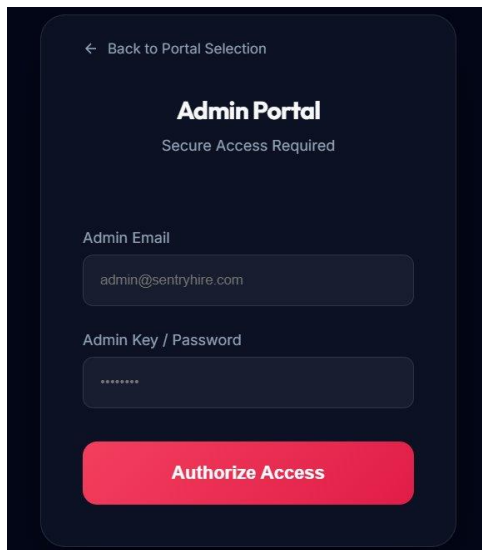 ← Back to Portal Selection
Admin Portal
Secure Access Required
Admin Email
admin@sentryhire.com
Admin Key / Password
••••••••
Authorize Access